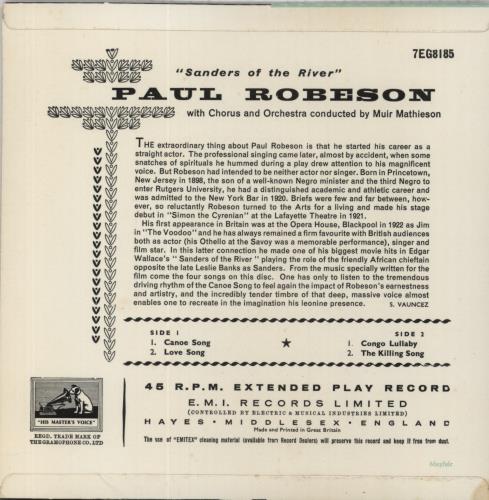 7EG8185
"Sanders of the River"
PAUL ROBESON
with Chorus and Orchestra conducted by Muir Mathieson
THE extraordinary thing about Paul Robeson is that he started his career as a
straight actor. The professional singing came later, almost by accident, when some
snatches of spirituals he hummed during a play drew attention to his magnificent
voice. But Robeson had intended to be neither actor nor singer. Born in Princetown,
New Jersey in 1898, the son of a well-known Negro minister and the third Negro to
enter Rutgers University, he had a distinguished academic and athletic career and
was admitted to the New York Bar in 1920. Briefs were few and far between, how-
ever, so reluctantly Robeson turned to the Arts for a living and made his stage
debut in "Simon the Cyrenian" at the Lafayette Theatre in 1921.
His first appearance in Britain was at the Opera House, Blackpool in 1922 as Jim
in "The Voodoo" and he has always remained a firm favourite with British audiences
both as actor (his Othello at the Savoy was a memorable performance), singer and
film star. In this latter connection he made one of his biggest movie hits in Edgar
Wallace's "Sanders of the River" playing the role of the friendly African chieftain
opposite the late Leslie Banks as Sanders. From the music specially written for the
film come the four songs on this disc. One has only to listen to the tremendous
driving rhythm of the Canoe Song to feel again the impact of Robeson's earnestness
and artistry, and the incredibly tender timbre of that deep, massive voice almost
enables one to recreate in the imagination his leonine presence.
S. VAUNCEZ
SIDE 1
1. Canoe Song
2. Love Song
★
SIDE 2
1. Congo Lullaby
2. The Killing Song
"HIS MASTER'S VOICE"
REGD. TRADE MARK OF
THE GRAMOPHONE CO. LTD
45 R.P.M. EXTENDED PLAY RECORD
E.M.I. RECORDS LIMITED
(CONTROLLED BY ELECTRIC & MUSICAL INDUSTRIES LIMITED)
HAYES · MIDDLESEX · ENGLAND
Made and Printed in Great Britain
The use of "EMITEX" cleaning material (available from Record Dealers) will preserve this record and keep it free from dust.
Mayfair